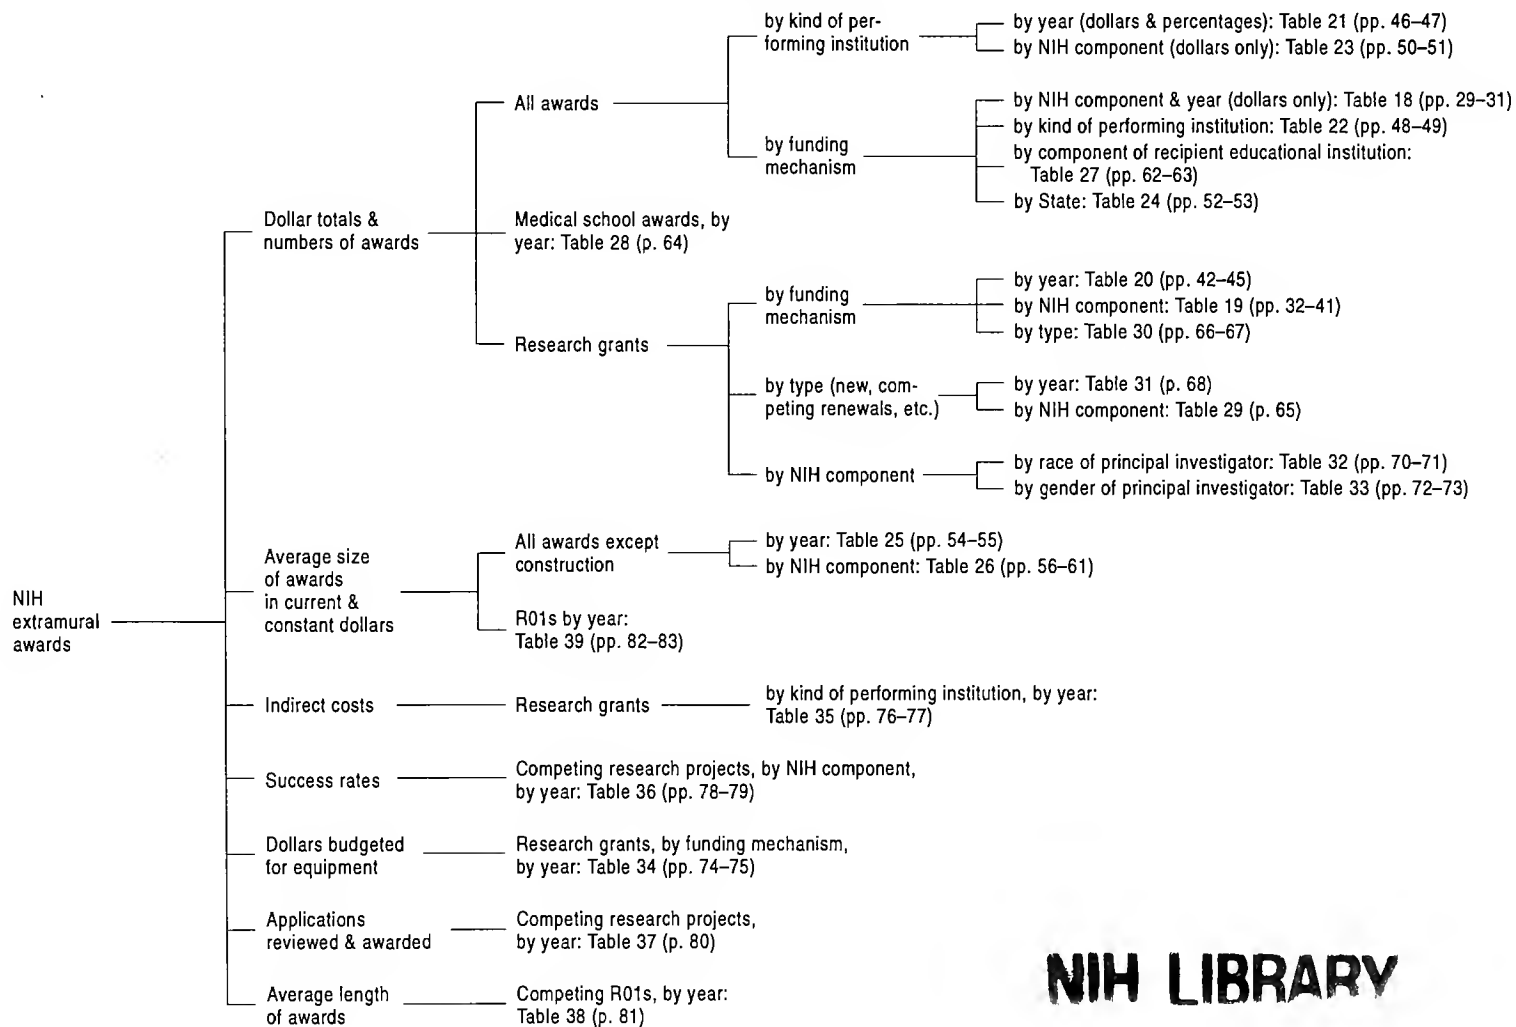 NIH
extramural
awards
Dollar totals &
numbers of awards
All awards
by kind of per-
forming institution
by year (dollars & percentages): Table 21 (pp. 46–47)
by NIH component (dollars only): Table 23 (pp. 50–51)
by funding
mechanism
by NIH component & year (dollars only): Table 18 (pp. 29–31)
by kind of performing institution: Table 22 (pp. 48–49)
by component of recipient educational institution:
Table 27 (pp. 62–63)
by State: Table 24 (pp. 52–53)
Medical school awards, by
year: Table 28 (p. 64)
Research grants
by funding
mechanism
by year: Table 20 (pp. 42–45)
by NIH component: Table 19 (pp. 32–41)
by type: Table 30 (pp. 66–67)
by type (new, com-
peting renewals, etc.)
by year: Table 31 (p. 68)
by NIH component: Table 29 (p. 65)
by NIH component
by race of principal investigator: Table 32 (pp. 70–71)
by gender of principal investigator: Table 33 (pp. 72–73)
Average size
of awards
in current &
constant dollars
All awards except
construction
by year: Table 25 (pp. 54–55)
by NIH component: Table 26 (pp. 56–61)
R01s by year:
Table 39 (pp. 82–83)
Indirect costs
Research grants
by kind of performing institution, by year:
Table 35 (pp. 76–77)
Success rates
Competing research projects, by NIH component,
by year: Table 36 (pp. 78–79)
Dollars budgeted
for equipment
Research grants, by funding mechanism,
by year: Table 34 (pp. 74–75)
Applications
reviewed & awarded
Competing research projects,
by year: Table 37 (p. 80)
Average length
of awards
Competing R01s, by year:
Table 38 (p. 81)
NIH LIBRARY